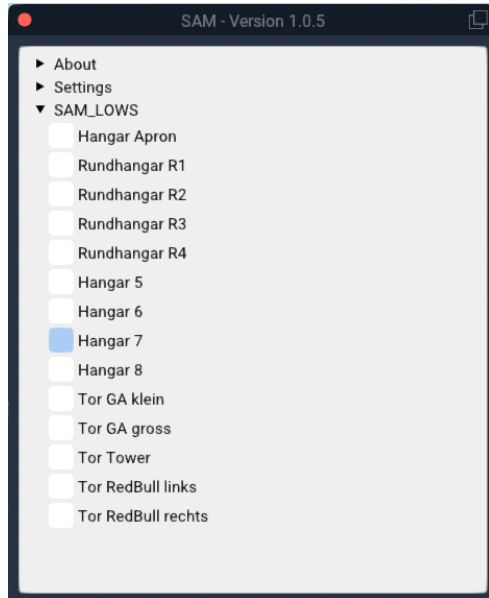 SAM - Version 1.0.5
About
Settings
SAM_LOWS
Hangar Apron
Rundhangar R1
Rundhangar R2
Rundhangar R3
Rundhangar R4
Hangar 5
Hangar 6
Hangar 7
Hangar 8
Tor GA klein
Tor GA gross
Tor Tower
Tor RedBull links
Tor RedBull rechts